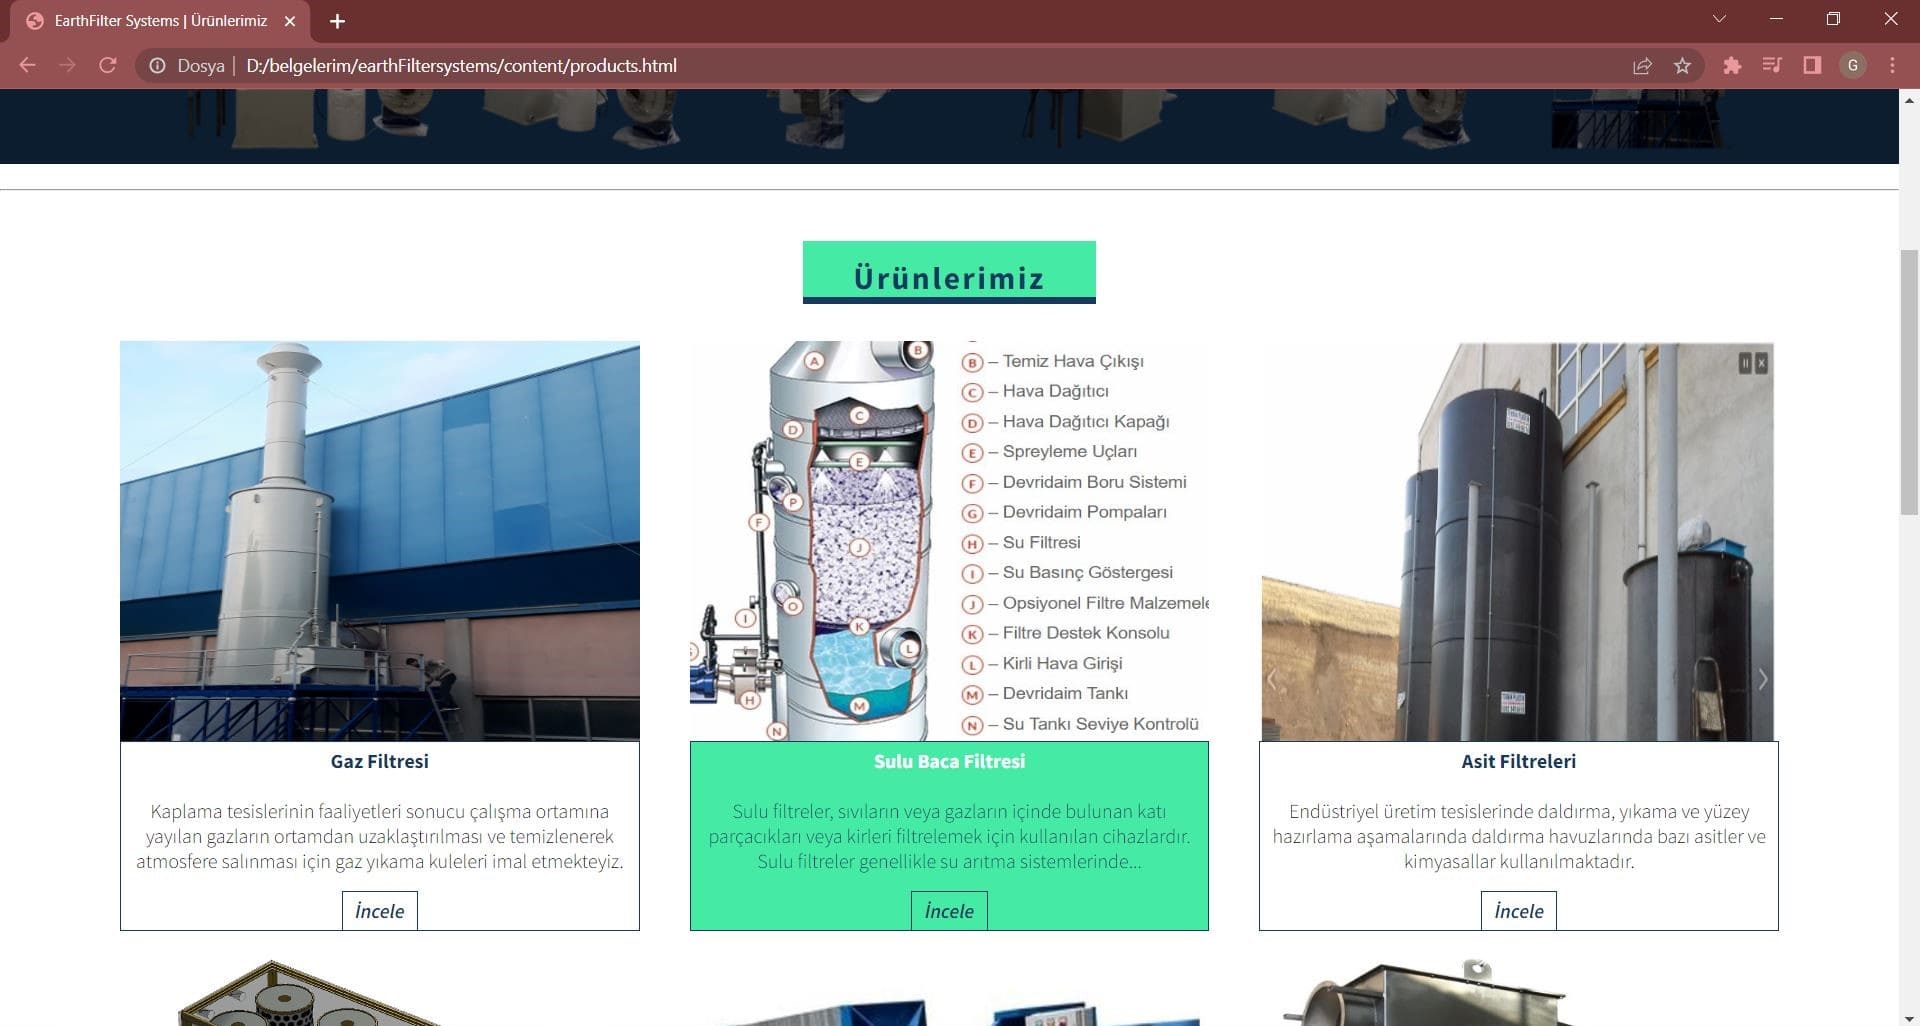 EarthFilter Systems | Ürünlerimiz
Dosya | D:/belgelerim/earthFiltersystems/content/products.html
G
Ürünlerimiz
A
B
C
D
E
P
F
J
O
I
K
L
H
M
N
B – Temiz Hava Çıkışı
C – Hava Dağıtıcı
D – Hava Dağıtıcı Kapağı
E – Spreyleme Uçları
F – Devridaim Boru Sistemi
G – Devridaim Pompaları
H – Su Filtresi
I – Su Basınç Göstergesi
J – Opsiyonel Filtre Malzemele
K – Filtre Destek Konsolu
L – Kirli Hava Girişi
M – Devridaim Tankı
N – Su Tankı Seviye Kontrolü
Gaz Filtresi
Kaplama tesislerinin faaliyetleri sonucu çalışma ortamına
yayılan gazların ortamdan uzaklaştırılması ve temizlenerek
atmosfere salınması için gaz yıkama kuleleri imal etmekteyiz.
İncele
Sulu Baca Filtresi
Sulu filtreler, sıvıların veya gazların içinde bulunan katı
parçacıkları veya kirleri filtrelemek için kullanılan cihazlardır.
Sulu filtreler genellikle su arıtma sistemlerinde...
İncele
Asit Filtreleri
Endüstriyel üretim tesislerinde daldırma, yıkama ve yüzey
hazırlama aşamalarında daldırma havuzlarında bazı asitler ve
kimyasallar kullanılmaktadır.
İncele